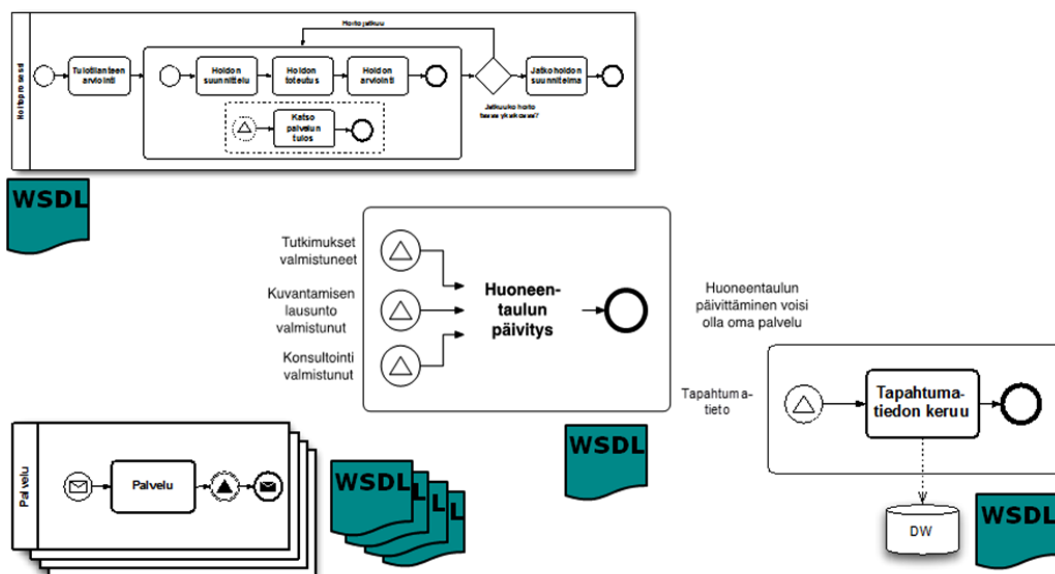 Hoito jatkuu
Hoitoprosessi
Tulotilanteen
arviointi
Hoidon
suunnittelu
Hoidon
toteutus
Hoidon
arviointi
Jatkohoidon
suunnitelma
Jatkuuko hoito
Katso
palvelun
tulos
WSDL
Tutkimukset
valmistuneet
Kuvantamisen
lausunto
valmistunut
Konsultointi
valmistunut
Huoneen-
taulun
päivitys
Huoneentaulun
päivittäminen voisi
olla oma palvelu
Tapahtuma-
tieto
Tapahtuma-
tiedon keruu
DW
WSDL
WSDL
Palvelu
Palvelu
WSDL
L
L
L